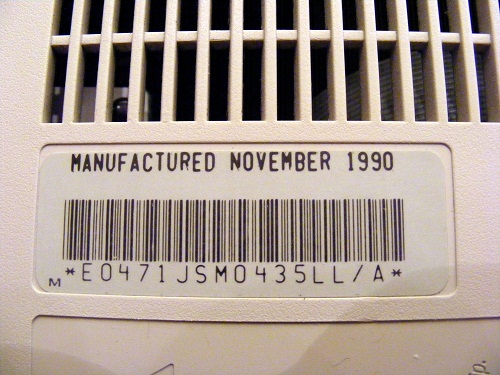 MANUFACTURED NOVEMBER 1990
M *E0471JSM0435LL/A*